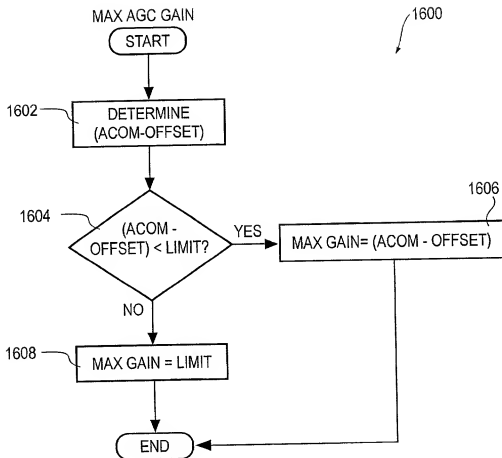 MAX AGC GAIN
START
1600
1602
DETERMINE
(ACOM-OFFSET)
1604
(ACOM -
OFFSET) < LIMIT?
YES
1606
MAX GAIN= (ACOM - OFFSET)
NO
1608
MAX GAIN = LIMIT
END